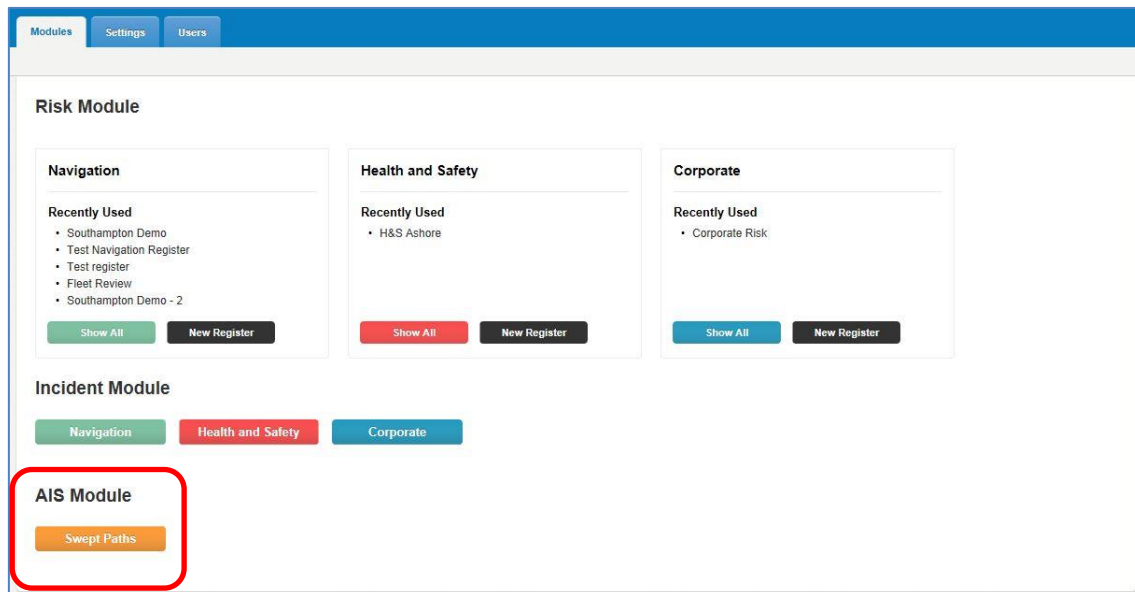 Modules Settings Users
Risk Module
Navigation
Recently Used
• Southampton Demo
• Test Navigation Register
• Test register
• Fleet Review
• Southampton Demo - 2
Show All New Register
Health and Safety
Recently Used
• H&S Ashore
Show All New Register
Corporate
Recently Used
• Corporate Risk
Show All New Register
Incident Module
Navigation Health and Safety Corporate
AIS Module
Swept Paths